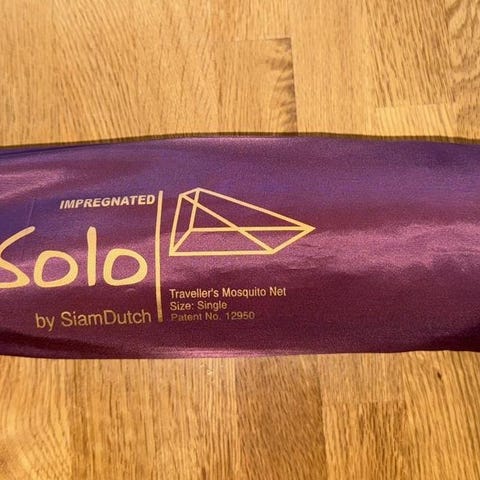 IMPREGNATED
Solo
by SiamDutch
Traveller's Mosquito Net
Size: Single
Patent No. 12950